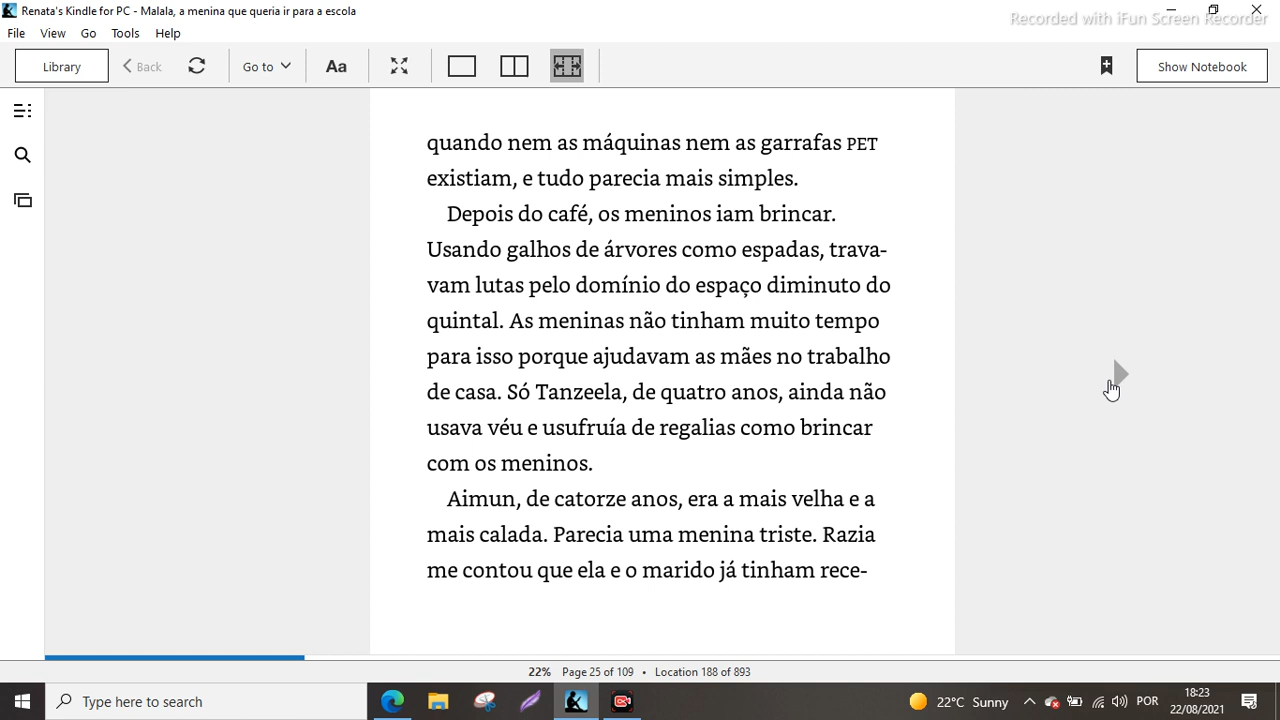 Renata's Kindle for PC - Malala, a menina que queria ir para a escola
Recorded with iFun Screen Recorder
File View Go Tools Help
Library Back Go to Aa Show Notebook
quando nem as máquinas nem as garrafas PET
existiam, e tudo parecia mais simples.
Depois do café, os meninos iam brincar.
Usando galhos de árvores como espadas, trava-
vam lutas pelo domínio do espaço diminuto do
quintal. As meninas não tinham muito tempo
para isso porque ajudavam as mães no trabalho
de casa. Só Tanzeela, de quatro anos, ainda não
usava véu e usufruía de regalias como brincar
com os meninos.
Aimun, de catorze anos, era a mais velha e a
mais calada. Parecia uma menina triste. Razia
me contou que ela e o marido já tinham rece-
22% Page 25 of 109 • Location 188 of 893
Type here to search
22°C Sunny
POR
18:23
22/08/2021